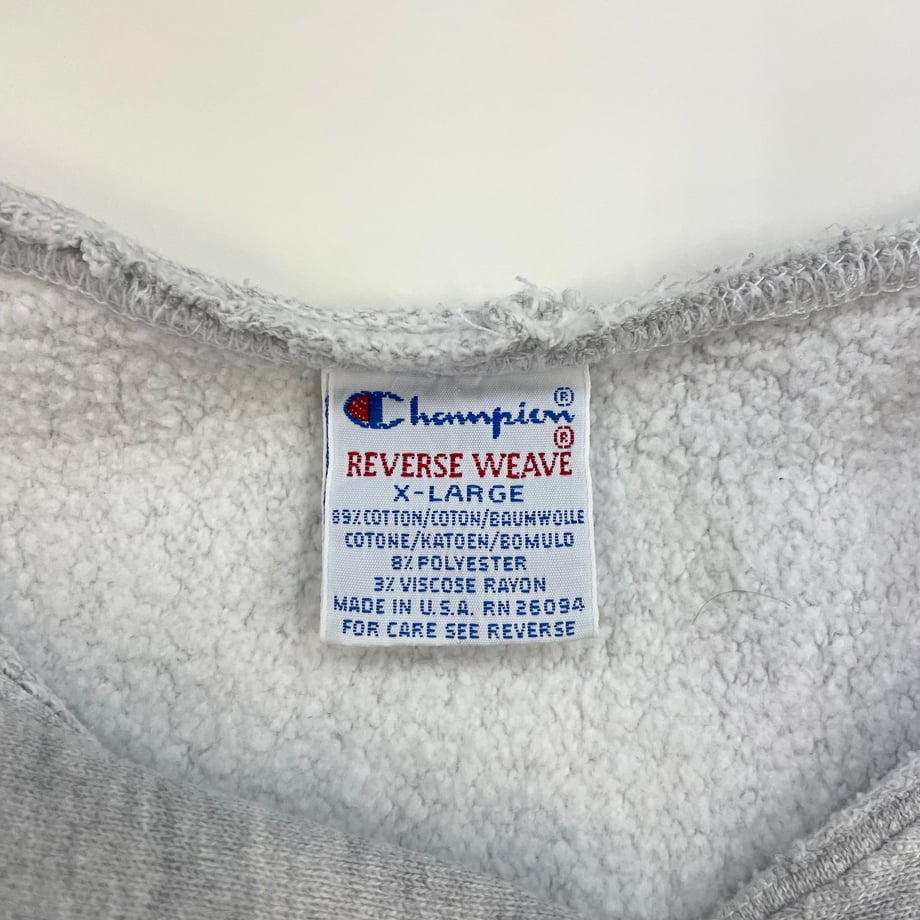 Champion®
REVERSE WEAVE®
X-LARGE
89% COTTON/COTON/BAUMWOLLE
COTONE/KATOEN/BOMULD
8% POLYESTER
3% VISCOSE RAYON
MADE IN U.S.A. RN 26094
FOR CARE SEE REVERSE